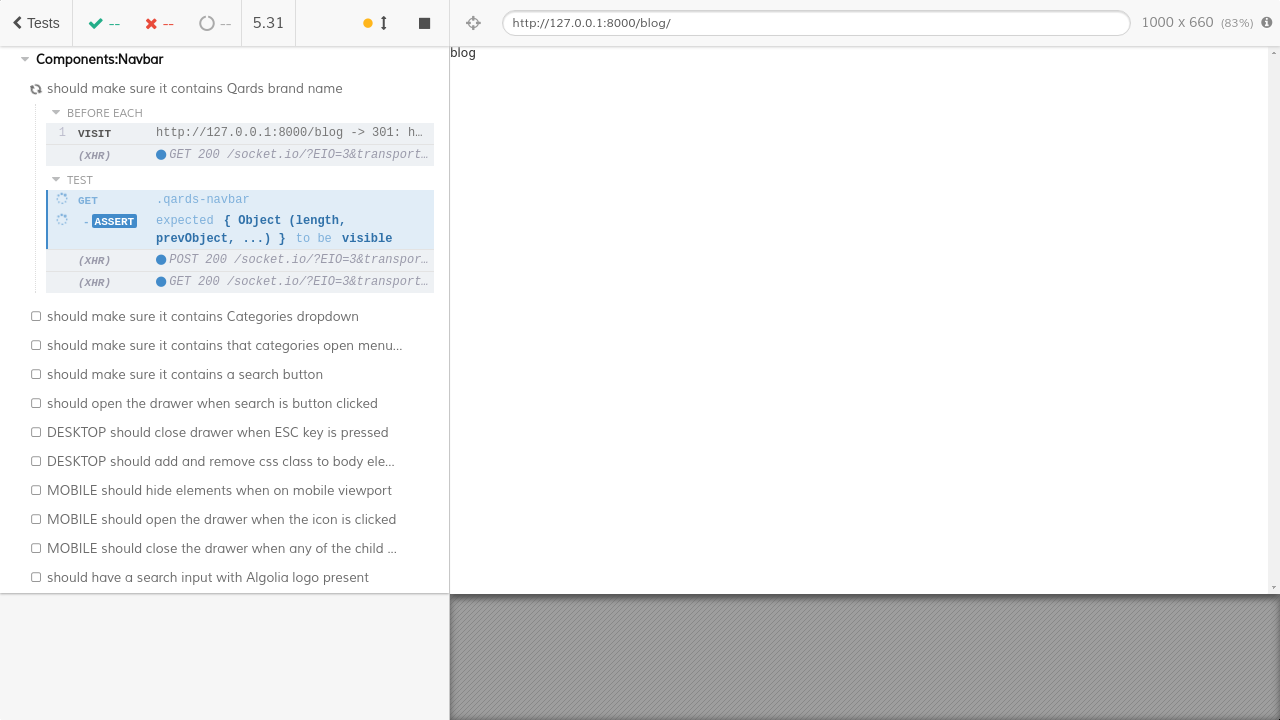 Tests -- -- -- 5.31 http://127.0.0.1:8000/blog/ 1000 x 660 (83%)
blog
Components:Navbar
should make sure it contains Qards brand name
BEFORE EACH
1 VISIT http://127.0.0.1:8000/blog -> 301: h…
(XHR) GET 200 /socket.io/?EIO=3&transport…
TEST
GET .qards-navbar
- ASSERT expected { Object (length,
prevObject, ...) } to be visible
(XHR) POST 200 /socket.io/?EIO=3&transpor…
(XHR) GET 200 /socket.io/?EIO=3&transport…
should make sure it contains Categories dropdown
should make sure it contains that categories open menu...
should make sure it contains a search button
should open the drawer when search is button clicked
DESKTOP should close drawer when ESC key is pressed
DESKTOP should add and remove css class to body ele...
MOBILE should hide elements when on mobile viewport
MOBILE should open the drawer when the icon is clicked
MOBILE should close the drawer when any of the child ...
should have a search input with Algolia logo present